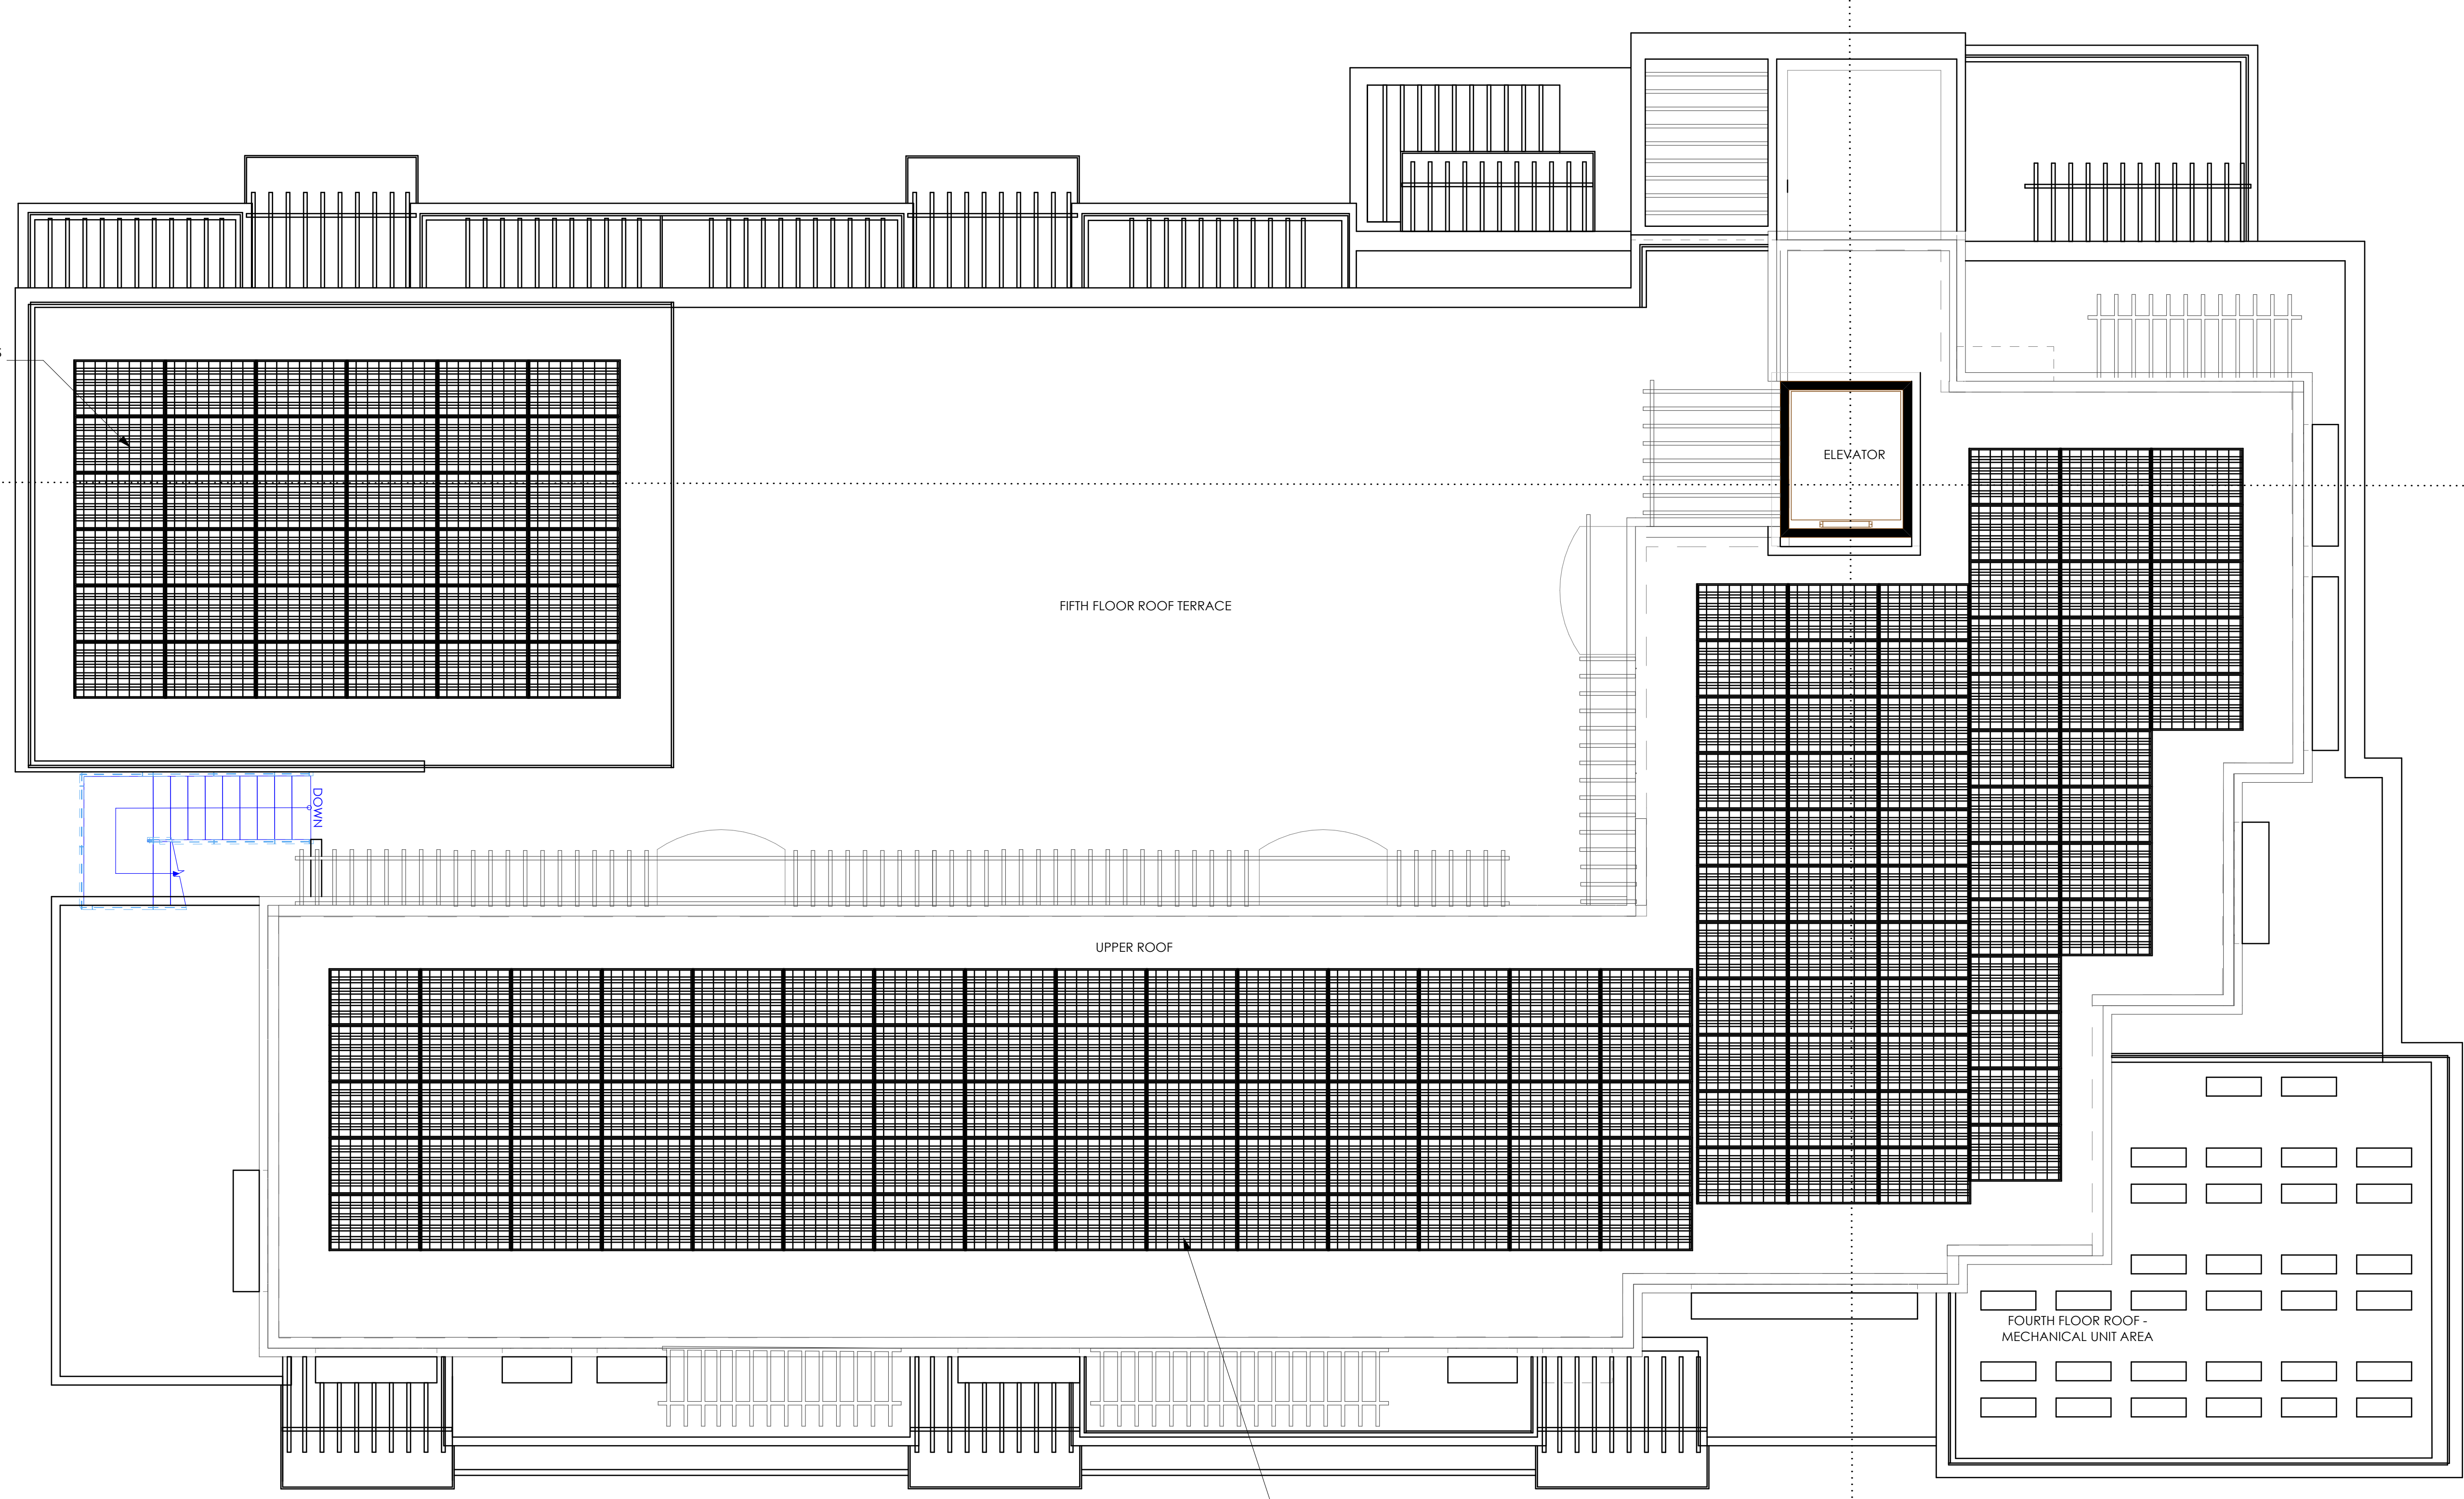 S
ELEVATOR
FIFTH FLOOR ROOF TERRACE
DOWN
UPPER ROOF
FOURTH FLOOR ROOF -
MECHANICAL UNIT AREA